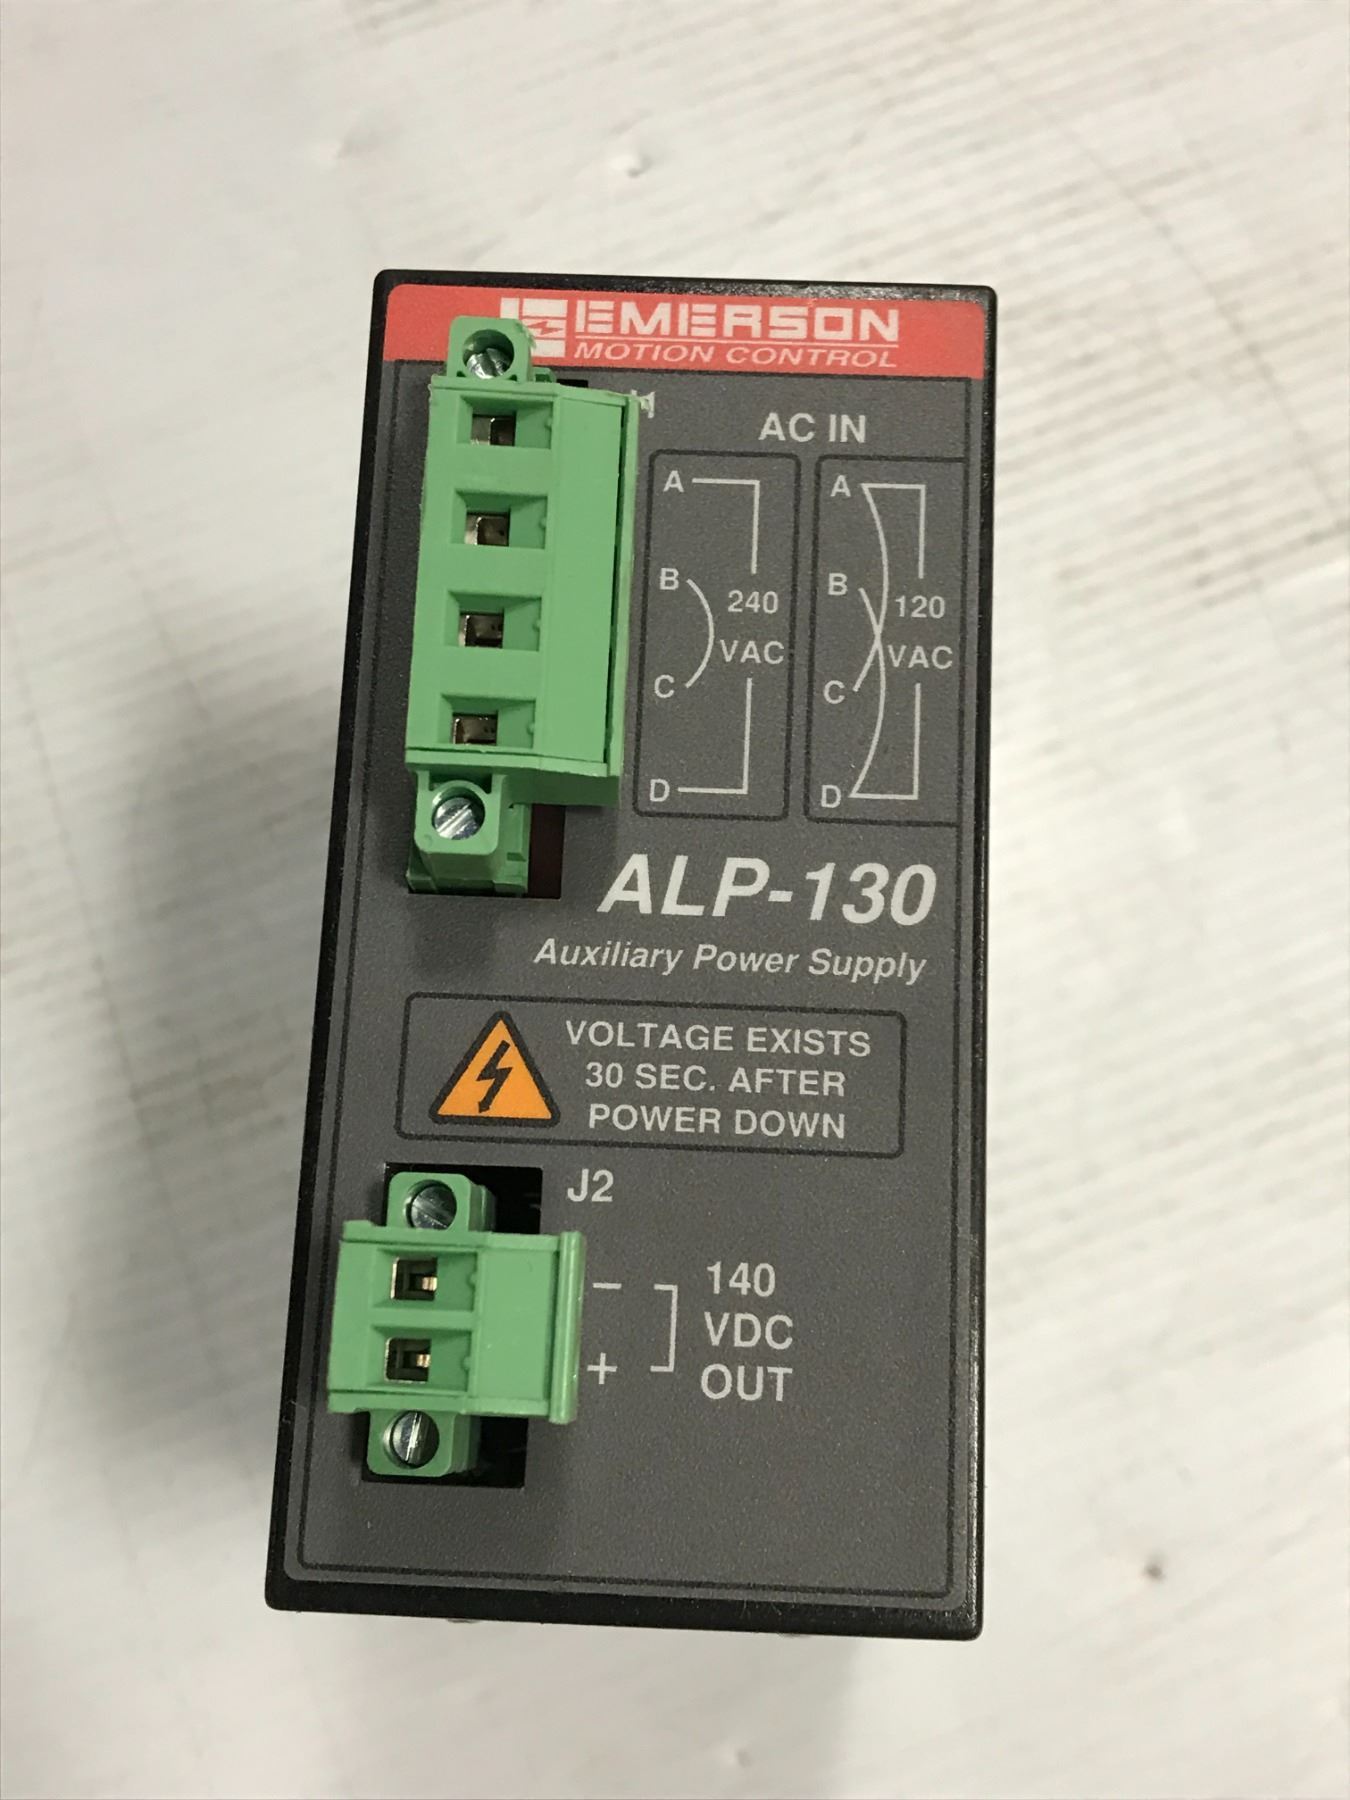 EMERSON
MOTION CONTROL
J1
AC IN
A
B
C
D
240
VAC
A
B
C
D
120
VAC
ALP-130
Auxiliary Power Supply
VOLTAGE EXISTS
30 SEC. AFTER
POWER DOWN
J2
−
+
140
VDC
OUT